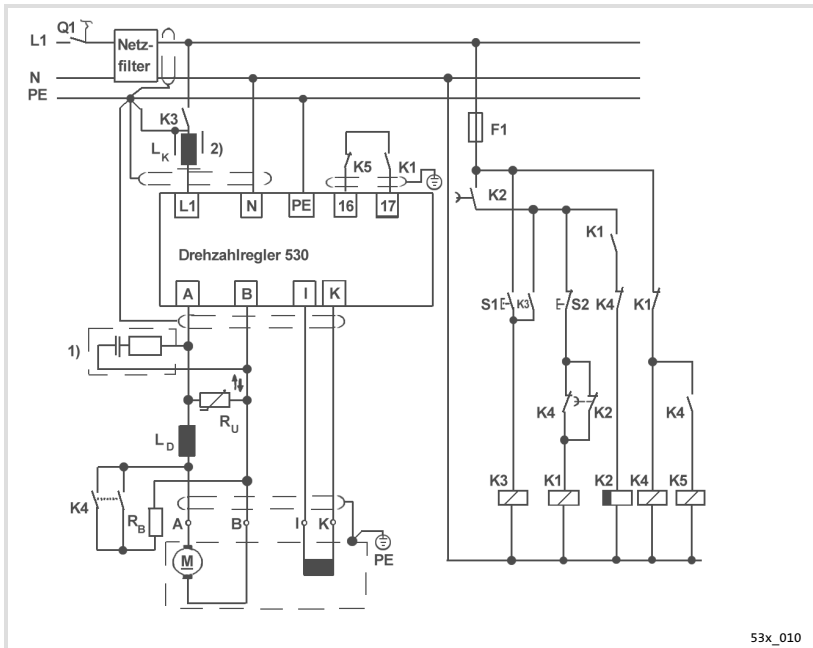 Q1
L1
Netz-
filter
N
PE
F1
K3
L K
2)
K5
K1
K2
L1
N
PE
16
17
Drehzahlregler 530
K1
A
B
I
K
S1
K3
S2
K4
K1
1)
R U
K4
K2
K4
L D
K4
R B
A
B
I
K
K3
K1
K2
K4
K5
PE
M
53x_010